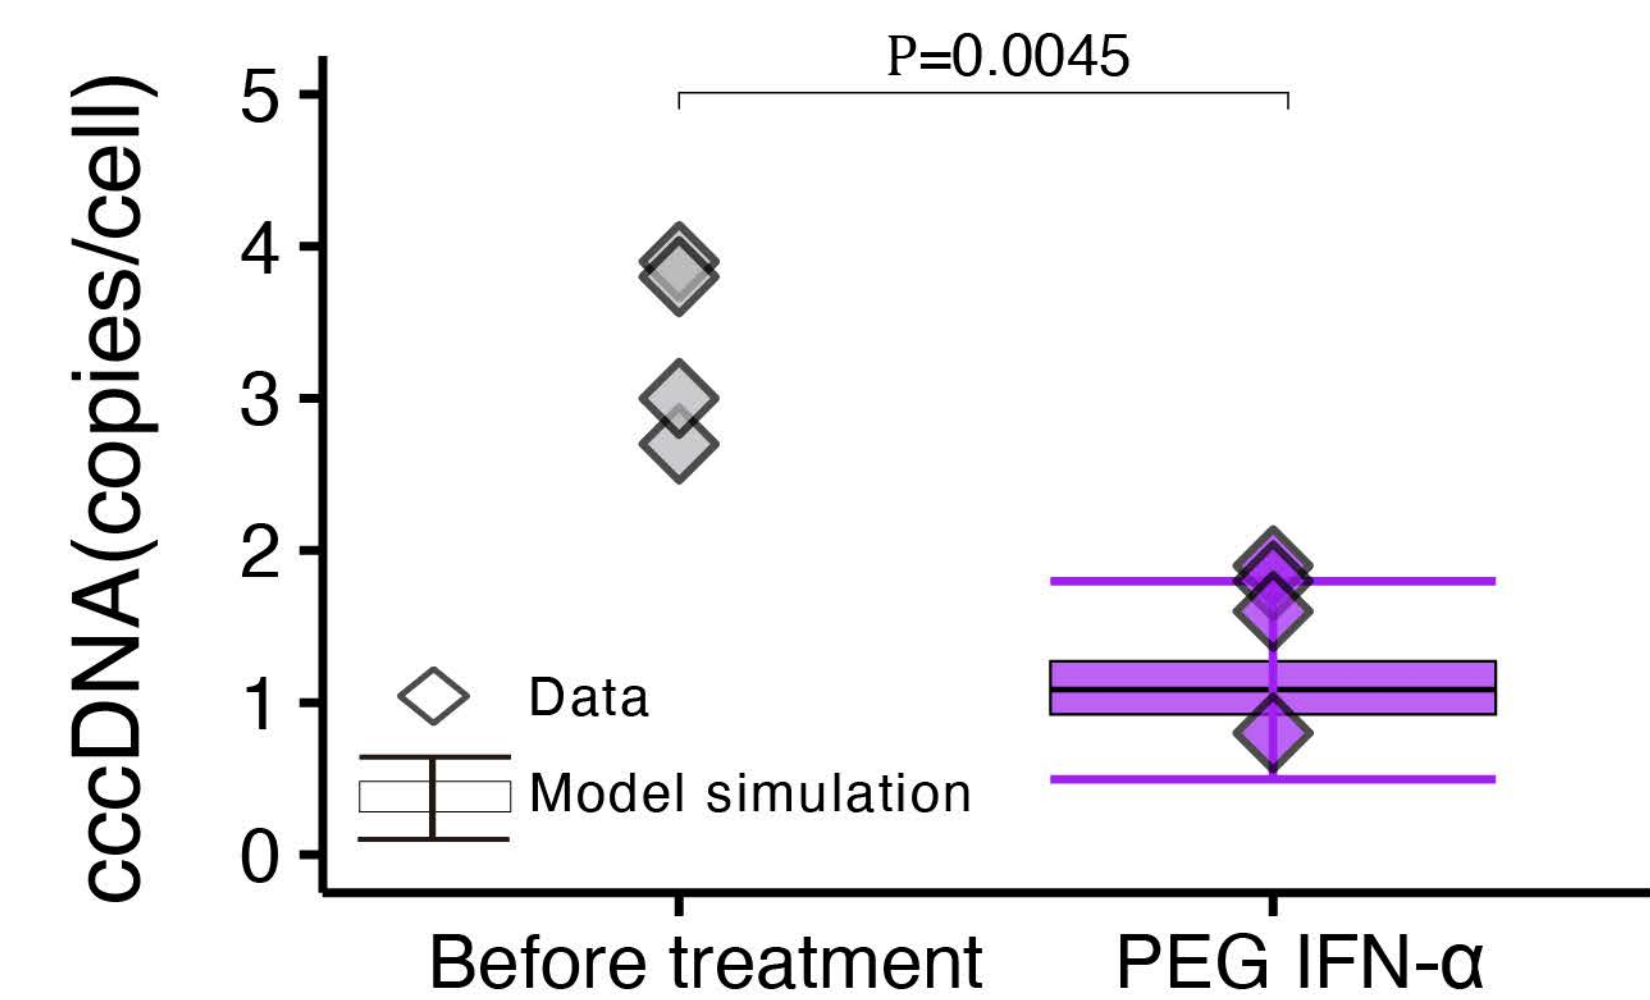 P=0.0045
cccDNA(copies/cell)
5
4
3
2
1
0
Data
Model simulation
Before treatment
PEG IFN-α